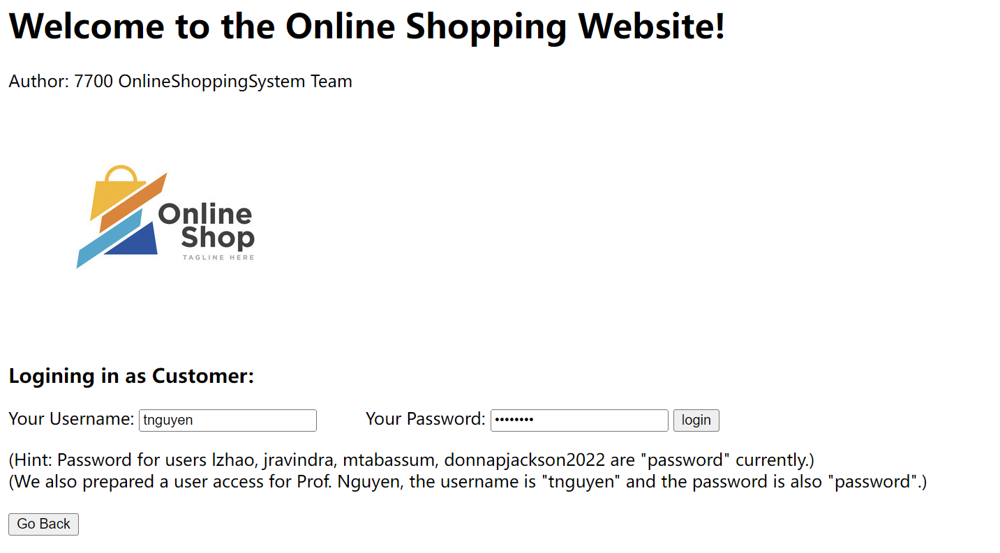 Welcome to the Online Shopping Website!
Author: 7700 OnlineShoppingSystem Team
Online
Shop
TAGLINE HERE
Logining in as Customer:
Your Username: tnguyen Your Password: •••••••• login
(Hint: Password for users lzhao, jravindra, mtabassum, donnapjackson2022 are "password" currently.)
(We also prepared a user access for Prof. Nguyen, the username is "tnguyen" and the password is also "password".)
Go Back